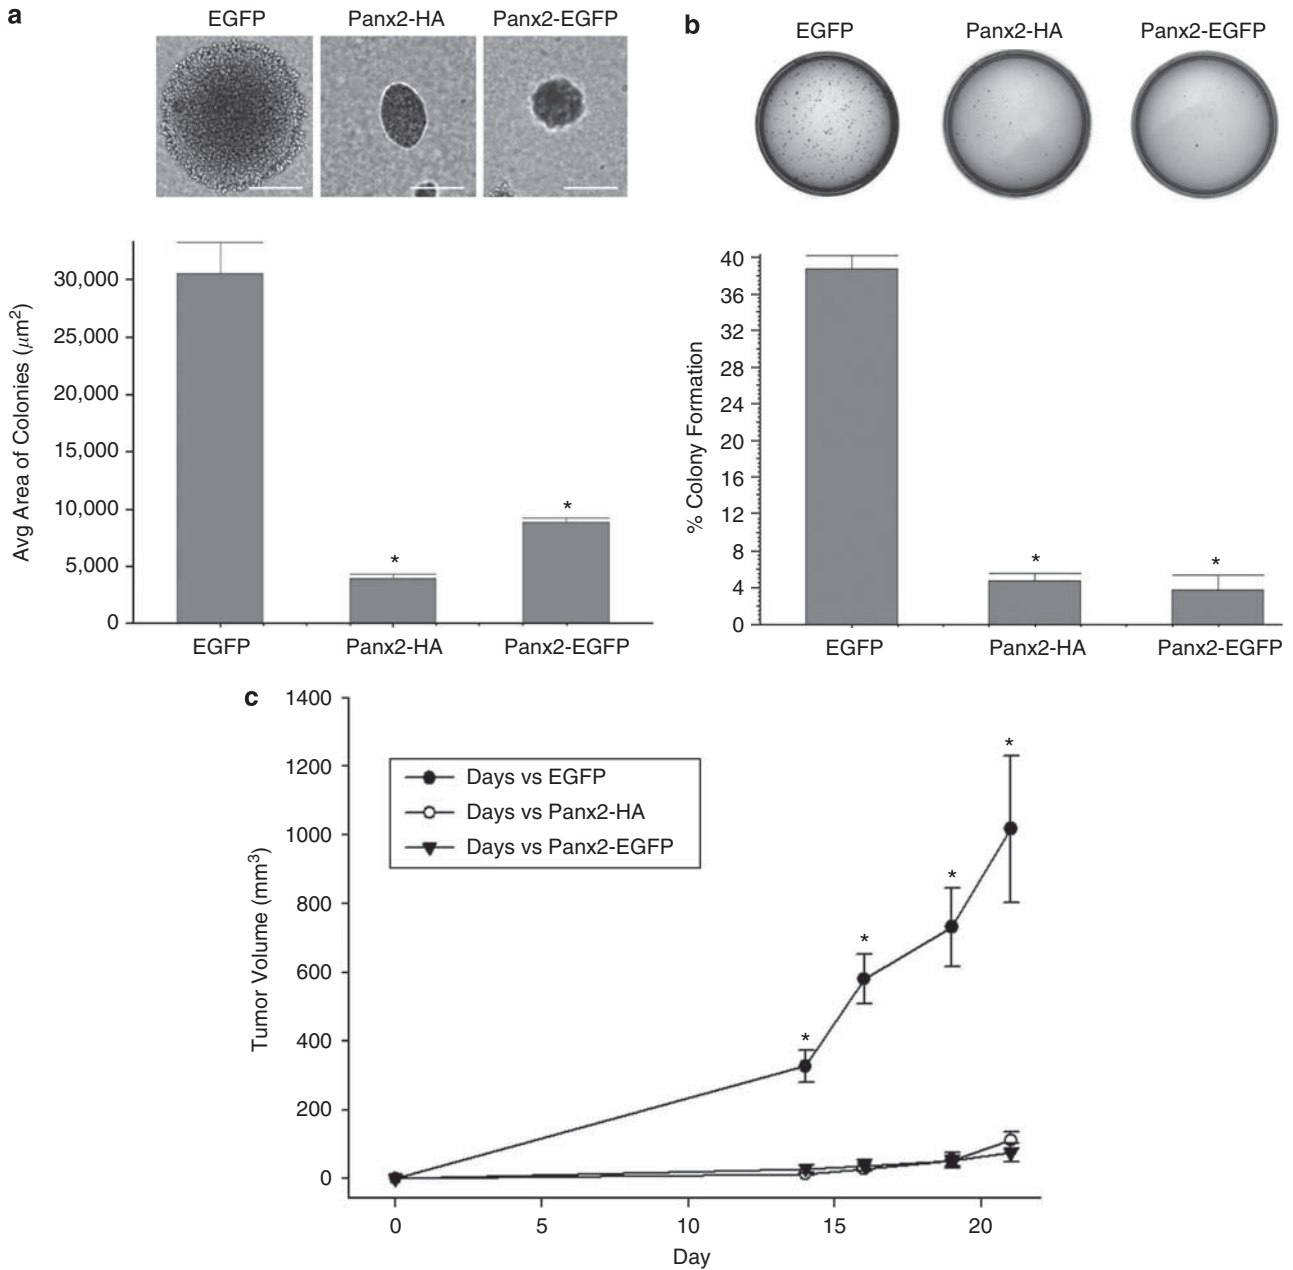 a
EGFP Panx2-HA Panx2-EGFP
Avg Area of Colonies (μm2)
30,000
25,000
20,000
15,000
10,000
5,000
0
*
*
EGFP Panx2-HA Panx2-EGFP
b
EGFP Panx2-HA Panx2-EGFP
% Colony Formation
40
36
32
28
24
20
16
12
8
4
0
*
*
EGFP Panx2-HA Panx2-EGFP
c
Tumor Volume (mm3)
1400
1200
1000
800
600
400
200
0
Days vs EGFP
Days vs Panx2-HA
Days vs Panx2-EGFP
*
*
*
*
0 5 10 15 20
Day